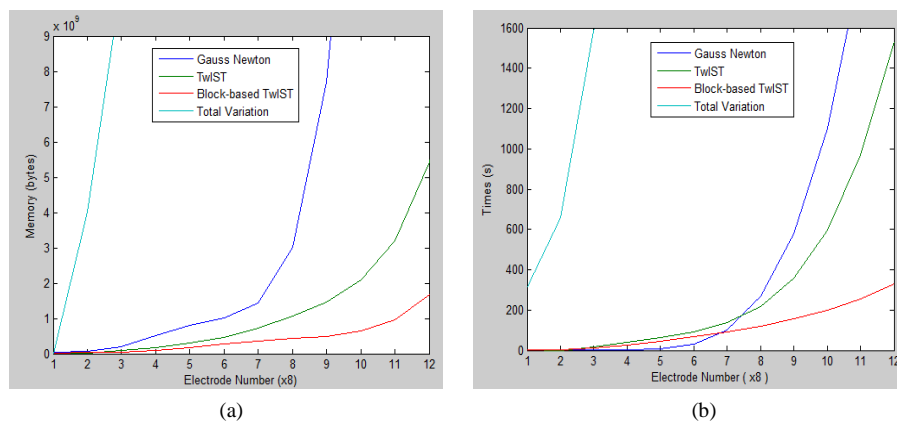 x 10^9
9
8
7
6
5
4
3
2
1
0
Memory (bytes)
Gauss Newton
TwIST
Block-based TwIST
Total Variation
1 2 3 4 5 6 7 8 9 10 11 12
Electrode Number (x8)
(a)
1600
1400
1200
1000
800
600
400
200
0
Times (s)
Gauss Newton
TwIST
Block-based TwIST
Total Variation
1 2 3 4 5 6 7 8 9 10 11 12
Electrode Number ( x8 )
(b)